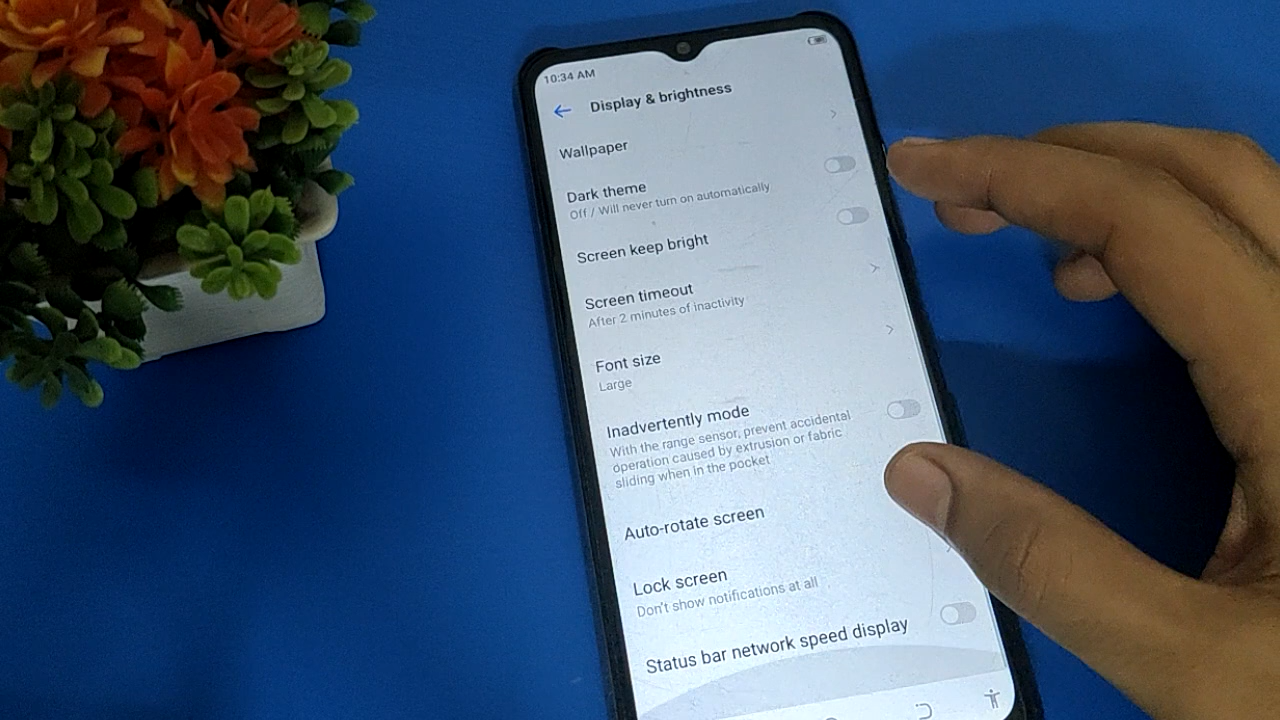 10:34 AM
Display & brightness
Wallpaper
Dark theme
Off / Will never turn on automatically
Screen keep bright
Screen timeout
After 2 minutes of inactivity
Font size
Large
Inadvertently mode
With the range sensor, prevent accidental
operation caused by extrusion or fabric
sliding when in the pocket
Auto-rotate screen
Lock screen
Don't show notifications at all
Status bar network speed display